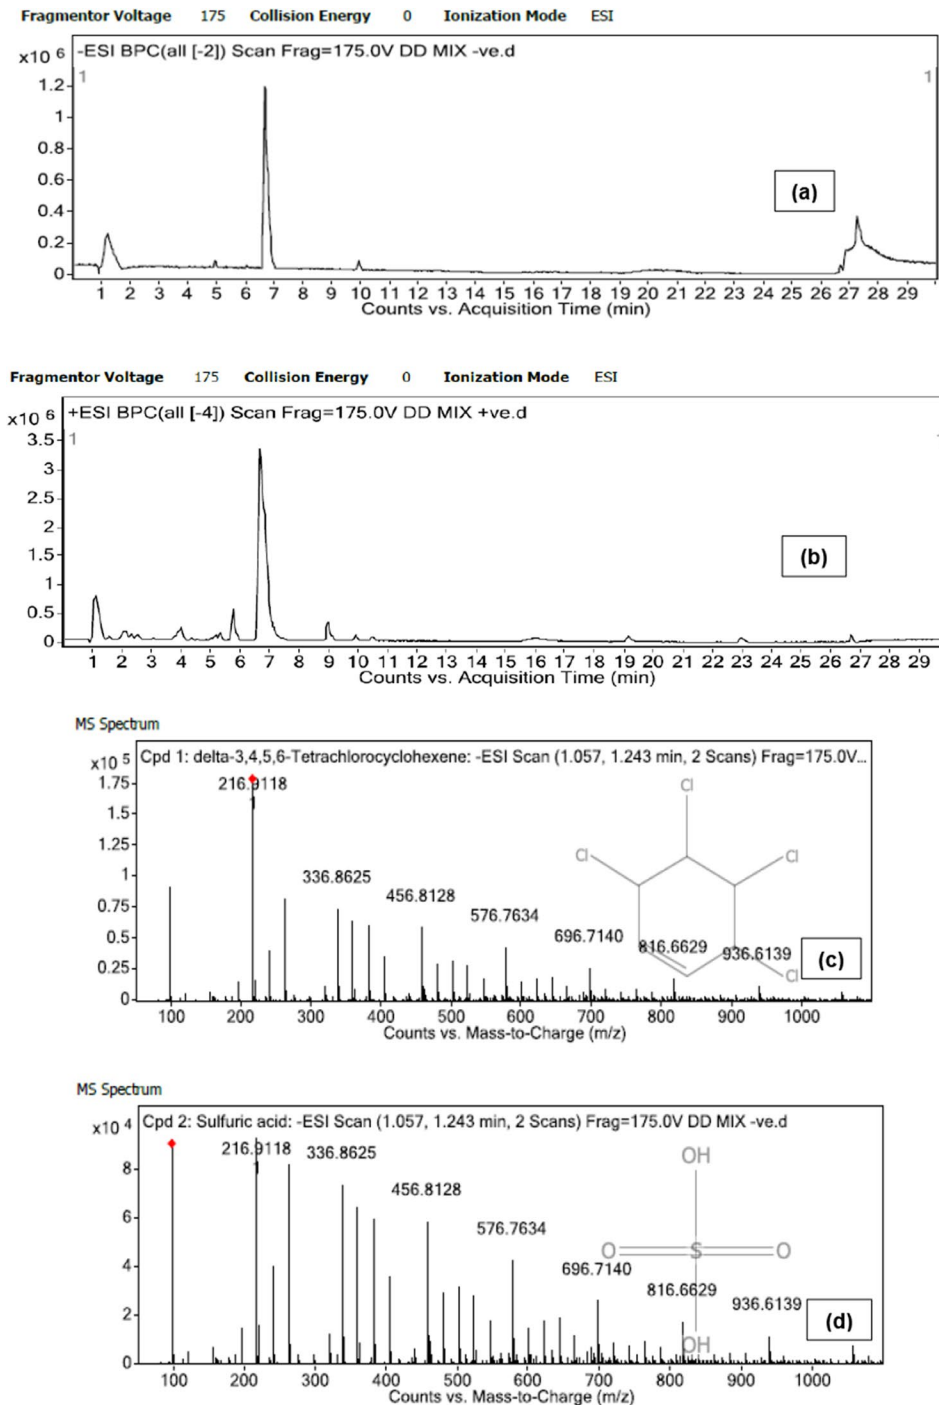 Fragmentor Voltage 175 Collision Energy 0 Ionization Mode ESI
x10 6
-ESI BPC(all [-2]) Scan Frag=175.0V DD MIX -ve.d
1 1
1.2
1
0.8
0.6
0.4
0.2
0
(a)
1 2 3 4 5 6 7 8 9 10 11 12 13 14 15 16 17 18 19 20 21 22 23 24 25 26 27 28 29
Counts vs. Acquisition Time (min)
Fragmentor Voltage 175 Collision Energy 0 Ionization Mode ESI
x10 6
+ESI BPC(all [-4]) Scan Frag=175.0V DD MIX +ve.d
1
3.5
3
2.5
2
1.5
1
0.5
0
(b)
1 2 3 4 5 6 7 8 9 10 11 12 13 14 15 16 17 18 19 20 21 22 23 24 25 26 27 28 29
Counts vs. Acquisition Time (min)
MS Spectrum
x10 5
Cpd 1: delta-3,4,5,6-Tetrachlorocyclohexene: -ESI Scan (1.057, 1.243 min, 2 Scans) Frag=175.0V...
1.75
1.5
1.25
1
0.75
0.5
0.25
0
216.9118
336.8625
456.8128
576.7634
696.7140
816.6629
936.6139
Cl
Cl
Cl
Cl
(c)
100 200 300 400 500 600 700 800 900 1000
Counts vs. Mass-to-Charge (m/z)
MS Spectrum
x10 4
Cpd 2: Sulfuric acid: -ESI Scan (1.057, 1.243 min, 2 Scans) Frag=175.0V DD MIX -ve.d
8
6
4
2
0
216.9118
336.8625
456.8128
576.7634
696.7140
816.6629
936.6139
OH
O S O
OH
(d)
100 200 300 400 500 600 700 800 900 1000
Counts vs. Mass-to-Charge (m/z)